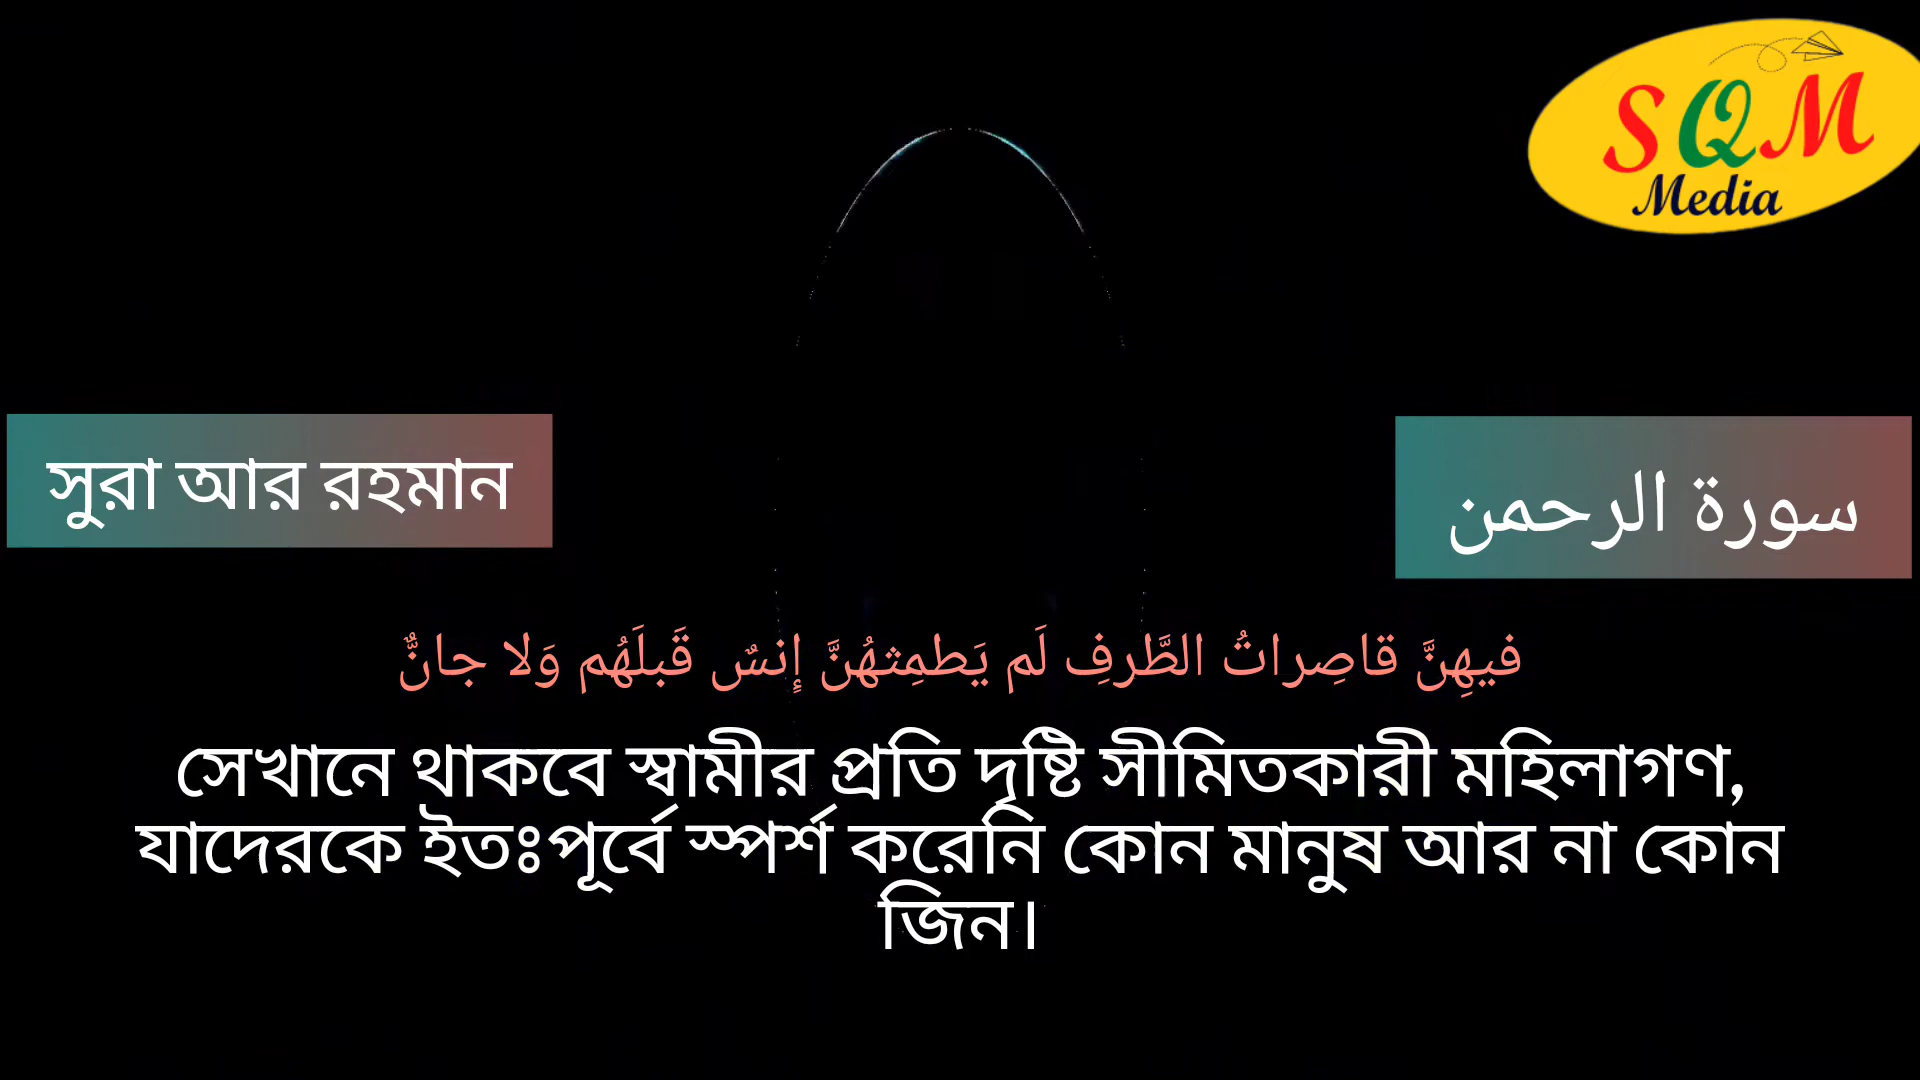 SQM
Media
সুরা আর রহমান
سورة الرحمن
فيهِنَّ قاصِراتُ الطَّرفِ لَم يَطمِثهُنَّ إِنسٌ قَبلَهُم وَلا جانٌّ
সেখানে থাকবে স্বামীর প্রতি দৃষ্টি সীমিতকারী মহিলাগণ,
যাদেরকে ইতঃপূর্বে স্পর্শ করেনি কোন মানুষ আর না কোন
জিন।